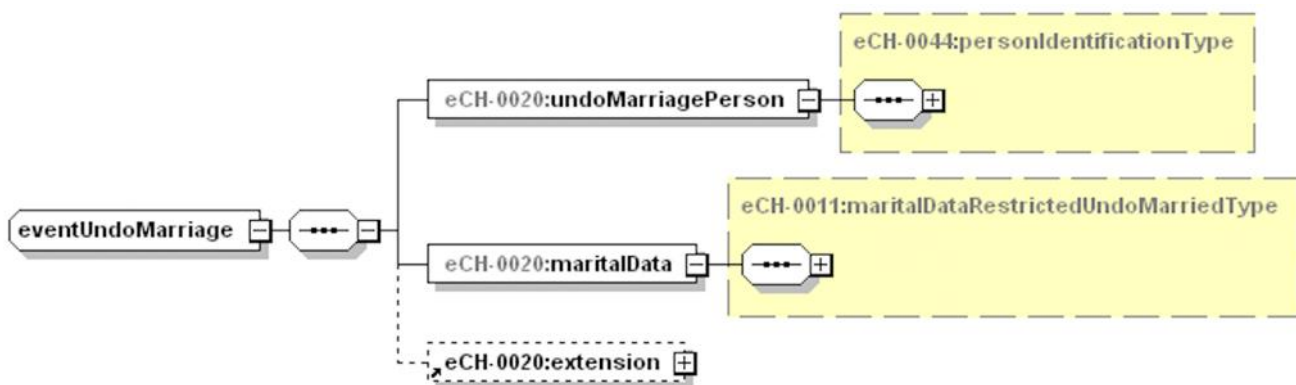 eCH-0044:personIdentificationType
eCH-0020:undoMarriagePerson
eCH-0011:maritalDataRestrictedUndoMarriedType
eventUndoMarriage
eCH-0020:maritalData
eCH-0020:extension